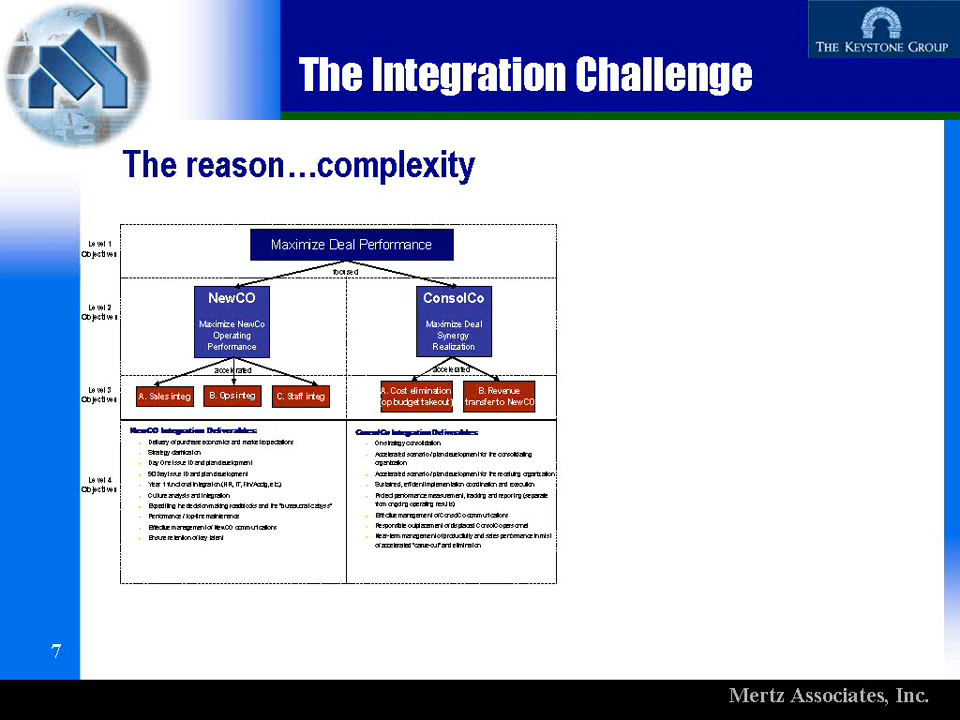 THE KEYSTONE GROUP
The Integration Challenge
The reason…complexity
Level 1
Objectives
Maximize Deal Performance
focused
Level 2
Objectives
NewCO
Maximize NewCo
Operating
Performance
ConsolCo
Maximize Deal
Synergy
Realization
accelerated
accelerated
Level 3
Objectives
A. Sales integ
B. Ops integ
C. Staff integ
A. Cost elimination
(op budget takeout)
B. Revenue
transfer to NewCO
Level 4
Objectives
NewCO Integration Deliverables:
Delivery of purchase economics and market expectations
Strategy clarification
Day One issue ID and plan development
90 Day issue ID and plan development
Year 1 functional integration (HR, IT, Fin/Acctg, etc.)
Culture analysis and integration
Expediting the decision-making roadblocks and the "bureaucratic abyss"
Performance / top-line maintenance
Effective management of NewCO communications
Ensure retention of key talent
ConsolCo Integration Deliverables:
On strategy consolidation
Accelerated scenario / plan development for the consolidating
organization
Accelerated scenario / plan development for the receiving organization
Sustained, efficient implementation coordination and execution
Project performance measurement, tracking and reporting (separate
from ongoing operating results)
Effective management of ConsolCo communications
Responsible outplacement of displaced ConsolCo personnel
Near-term management of productivity and sales performance in midst
of accelerated "carve-out" and elimination
7
Mertz Associates, Inc.